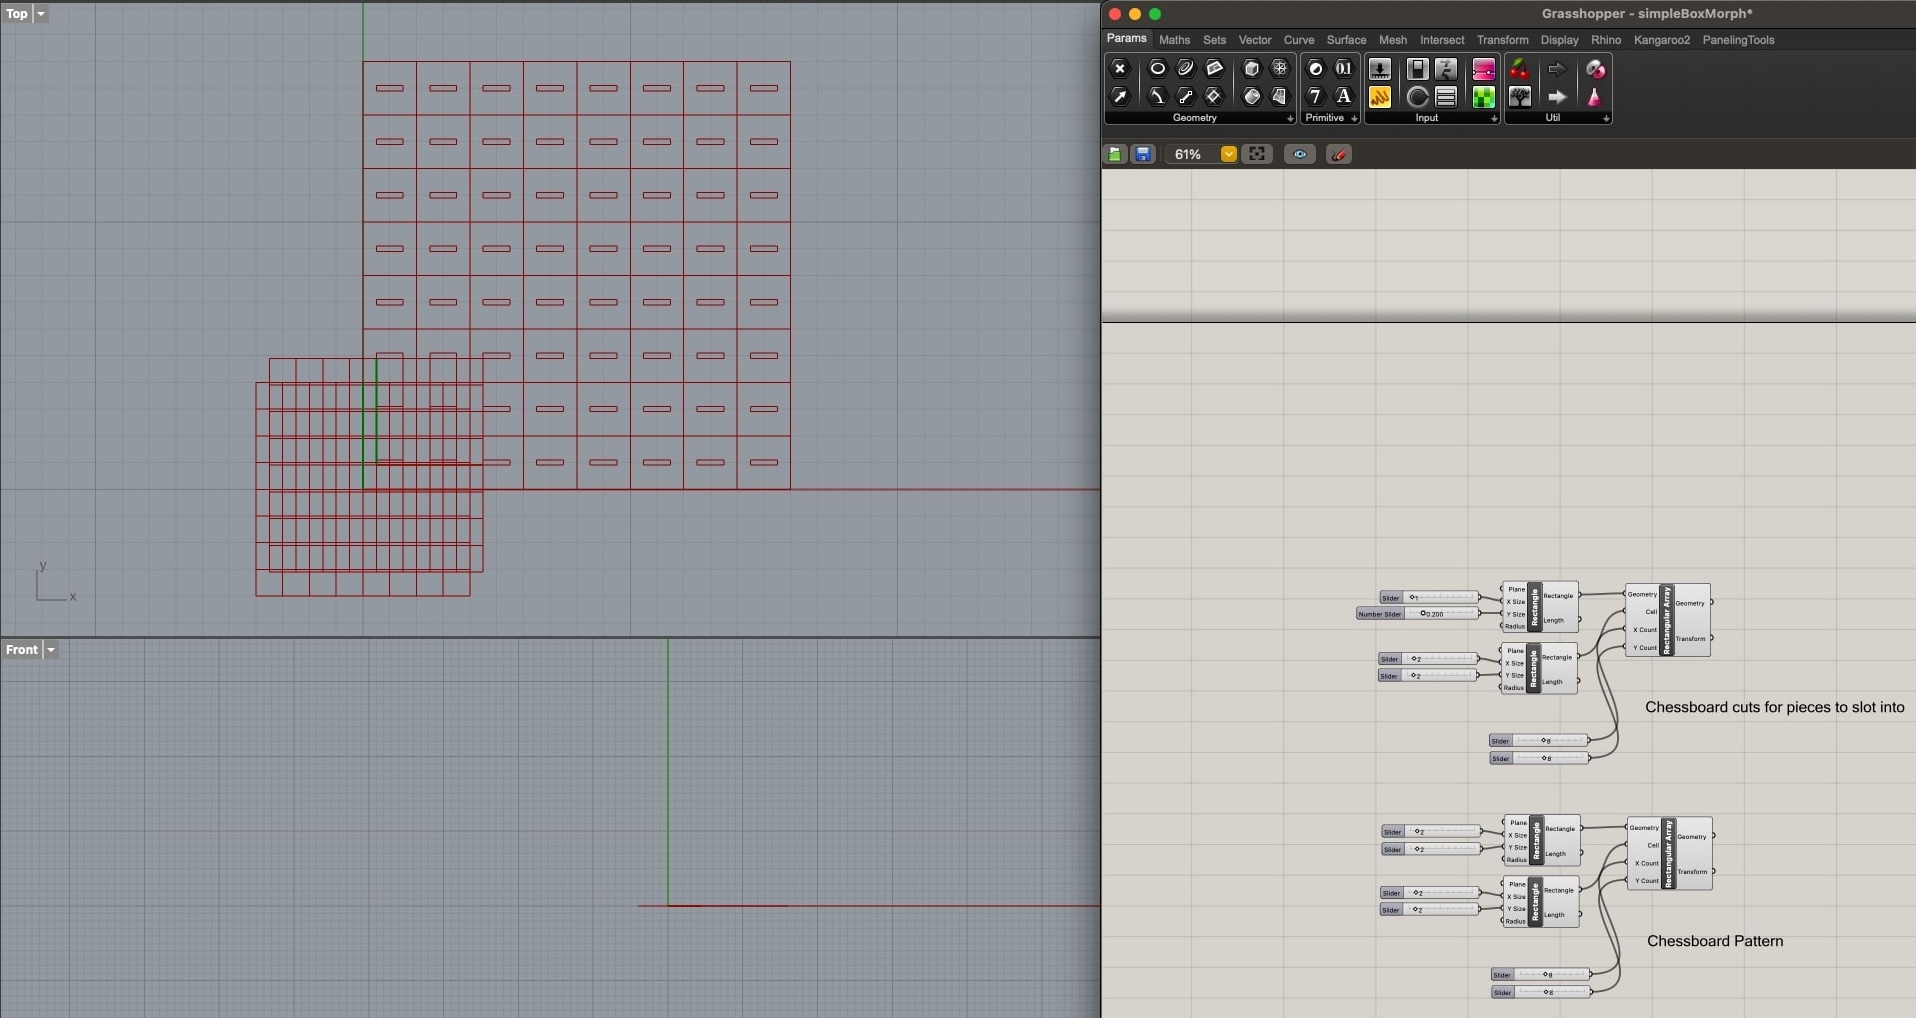 Top
Grasshopper - simpleBoxMorph*
Params Maths Sets Vector Curve Surface Mesh Intersect Transform Display Rhino Kangaroo2 PanelingTools
Geometry Primitive Input Util
61%
y
x
Front
Slider 1
Number Slider 0.200
Plane
X Size
Y Size
Radius
Rectangle
Rectangle
Length
Geometry
Cell
X Count
Y Count
Rectangular Array
Geometry
Transform
Slider 2
Slider 2
Plane
X Size
Y Size
Radius
Rectangle
Rectangle
Length
Chessboard cuts for pieces to slot into
Slider 8
Slider 8
Slider 2
Slider 2
Plane
X Size
Y Size
Radius
Rectangle
Rectangle
Length
Geometry
Cell
X Count
Y Count
Rectangular Array
Geometry
Transform
Slider 2
Slider 2
Plane
X Size
Y Size
Radius
Rectangle
Rectangle
Length
Chessboard Pattern
Slider 8
Slider 8